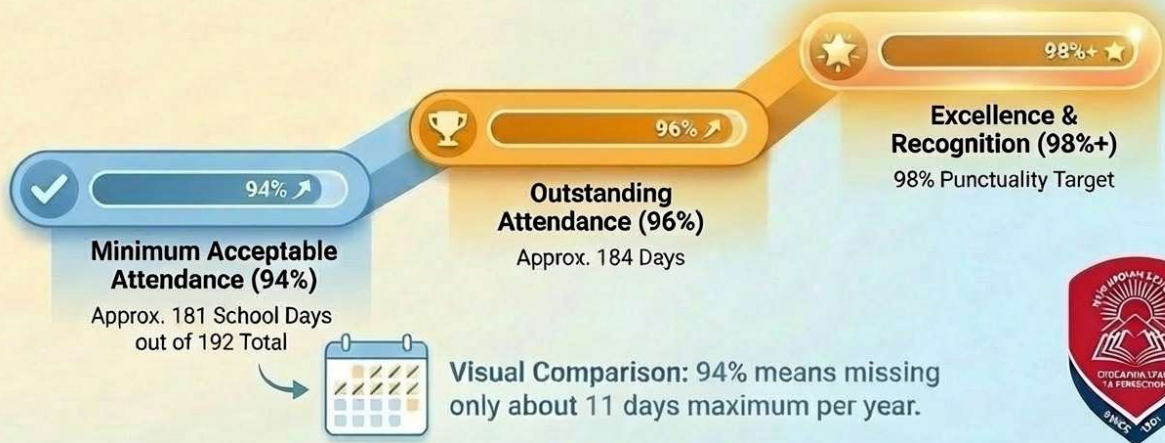 94%
Minimum Acceptable
Attendance (94%)
Approx. 181 School Days
out of 192 Total
96%
Outstanding
Attendance (96%)
Approx. 184 Days
98%+
Excellence &
Recognition (98%+)
98% Punctuality Target
Visual Comparison: 94% means missing
only about 11 days maximum per year.